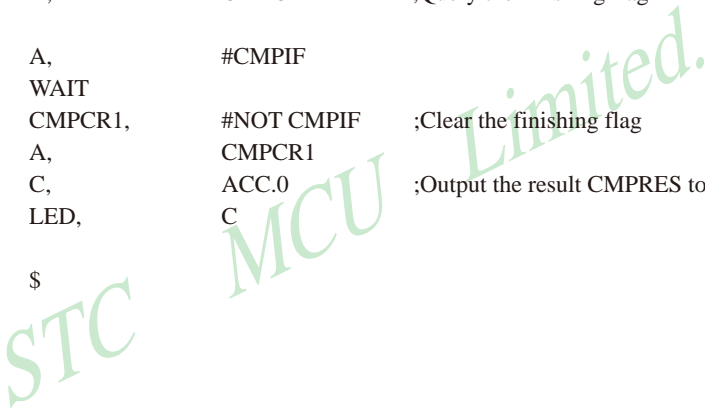 A, #CMPIF
WAIT
CMPCR1, #NOT CMPIF ;Clear the finishing flag
A, CMPCR1
C, ACC.0 ;Output the result CMPRES to
LED, C
$
STC MCU Limited.